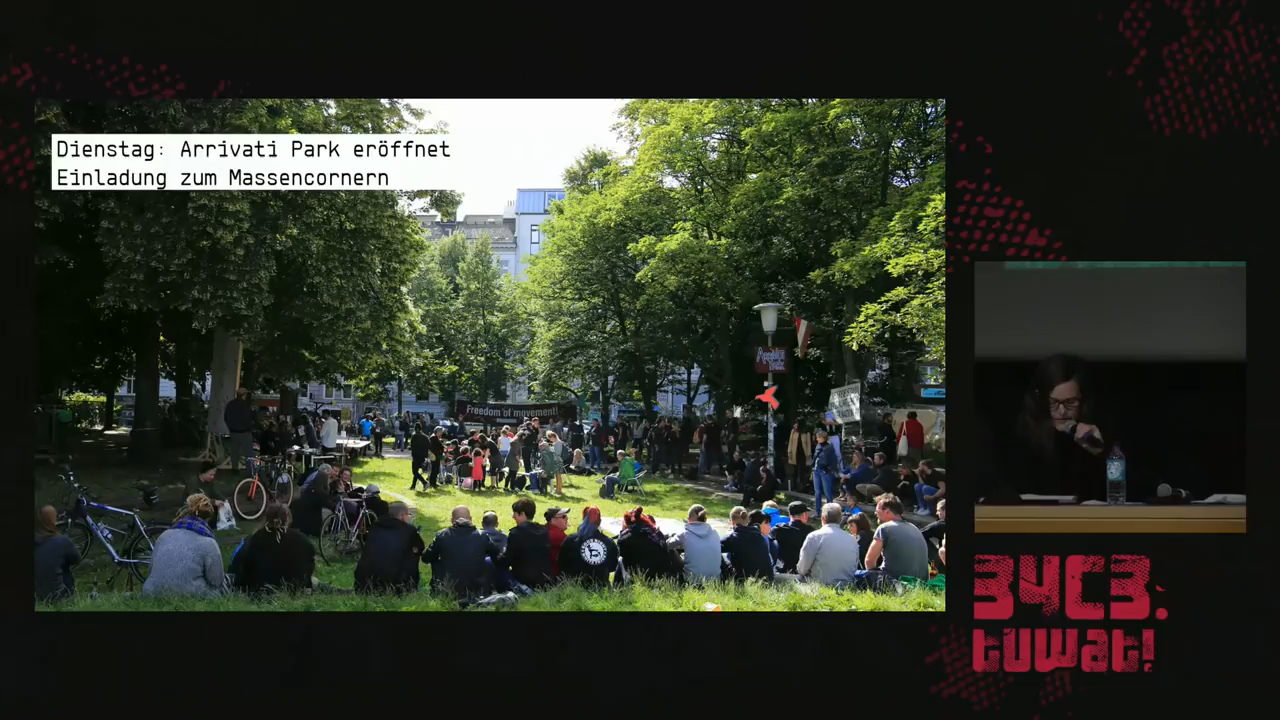 Dienstag: Arrivati Park eröffnet
Einladung zum Massencornern
Freedom of movement!
34C3.
tuwat!